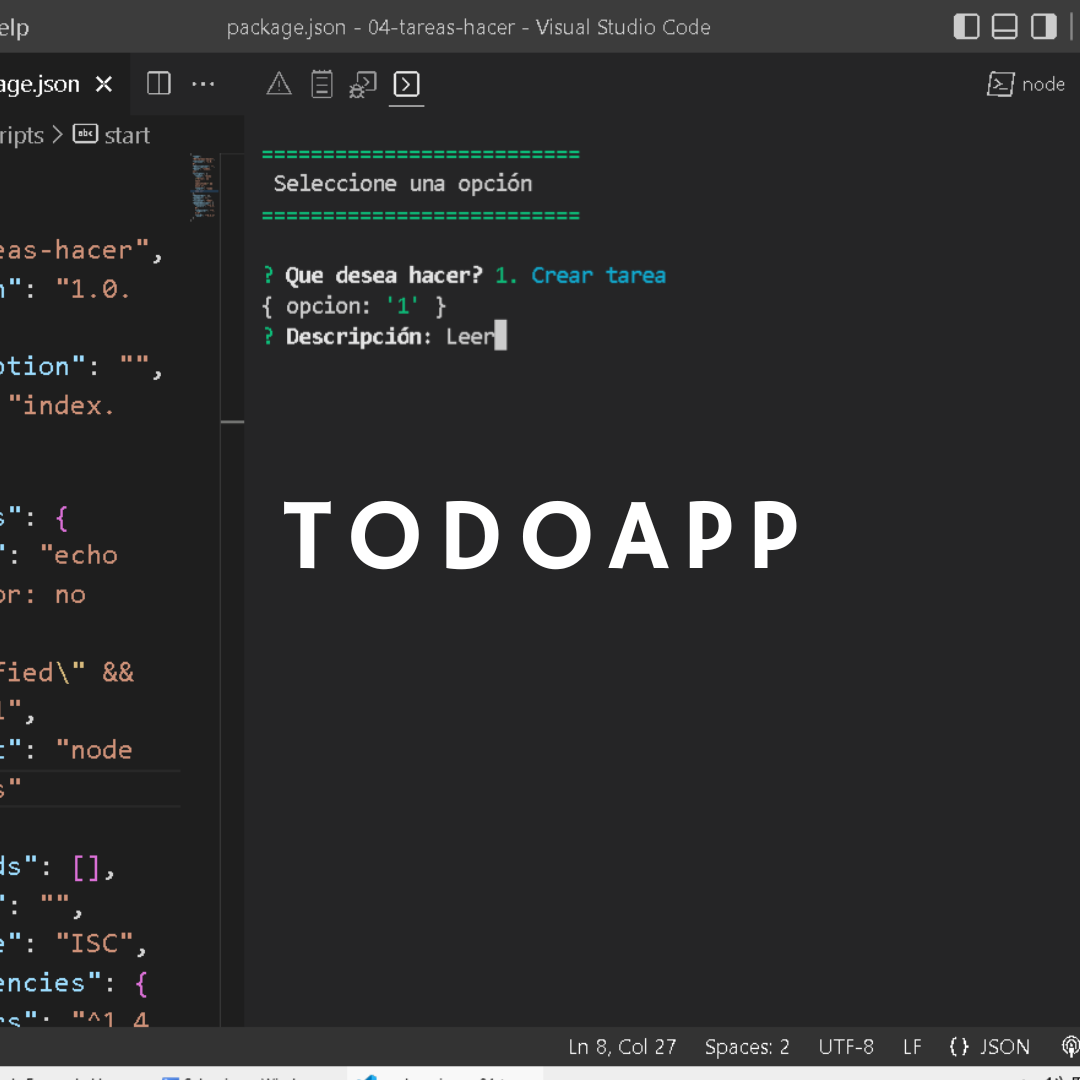 elp
package.json - 04-tareas-hacer - Visual Studio Code
age.json
node
ripts > abc start
eas-hacer",
n": "1.0.
ption": "",
"index.
s": {
": "echo
or: no
fied\" &&
1",
t": "node
s"
ds": [],
": "",
e": "ISC",
encies": {
rs": "^1.4
==========================
Seleccione una opción
==========================
? Que desea hacer? 1. Crear tarea
{ opcion: '1' }
? Descripción: Leer
TODOAPP
Ln 8, Col 27 Spaces: 2 UTF-8 LF {} JSON